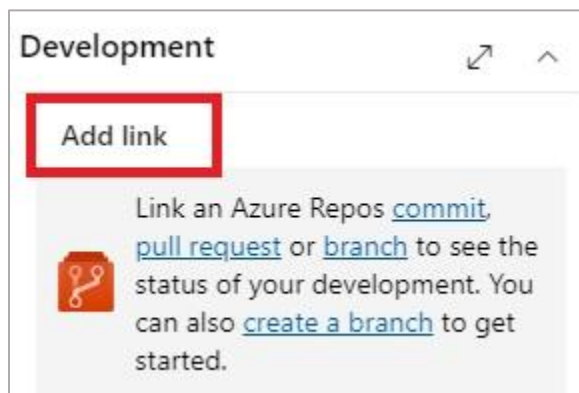 Development
Add link
Link an Azure Repos commit,
pull request or branch to see the
status of your development. You
can also create a branch to get
started.